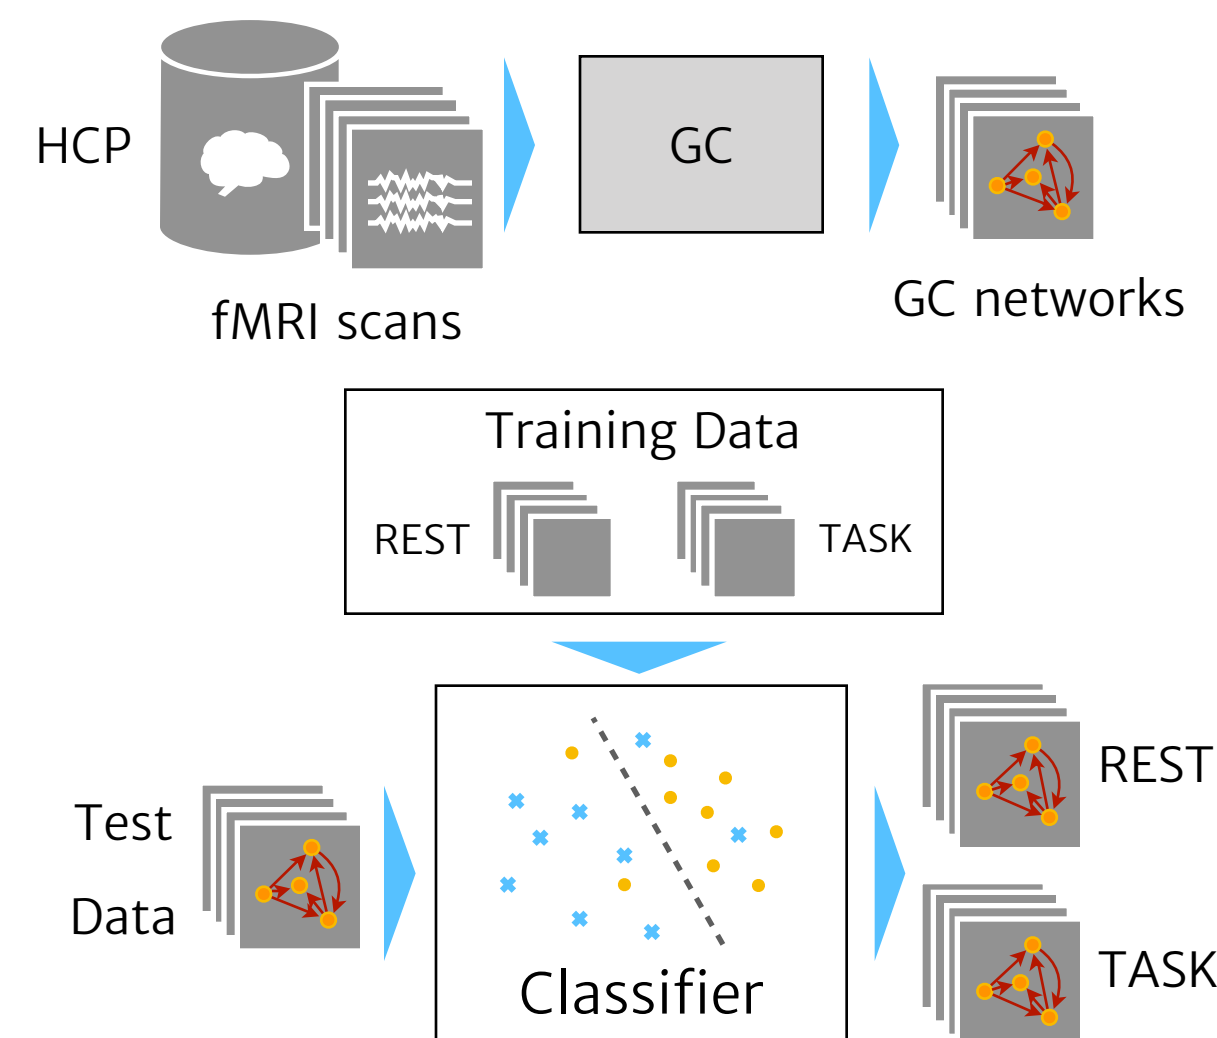 HCP
GC
fMRI scans
GC networks
Training Data
REST
TASK
Test
Data
Classifier
REST
TASK